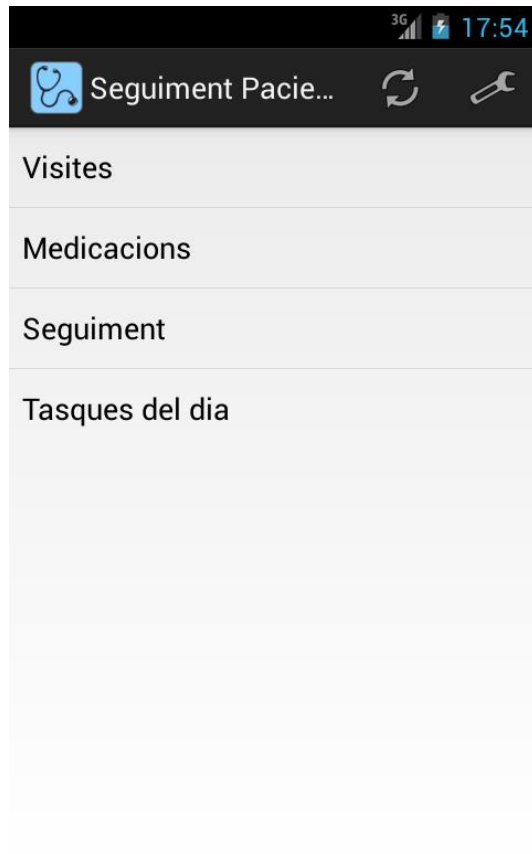 3G 17:54
Seguiment Pacie...
Visites
Medicacions
Seguiment
Tasques del dia